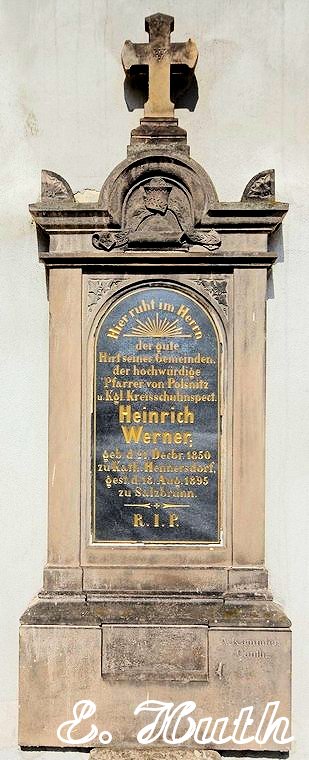 Hier ruht im Herrn
der gute
Hirt seiner Gemeinden,
der hochwürdige
Pfarrer von Polsnitz
u. Kgl. Kreisschulinspect.
Heinrich
Werner,
geb. d. 21. Decbr. 1850
zu Kath. Hennersdorf,
gest. d. 18. Aug. 1895
zu Salzbrunn.
R. I. P.
E. Huth